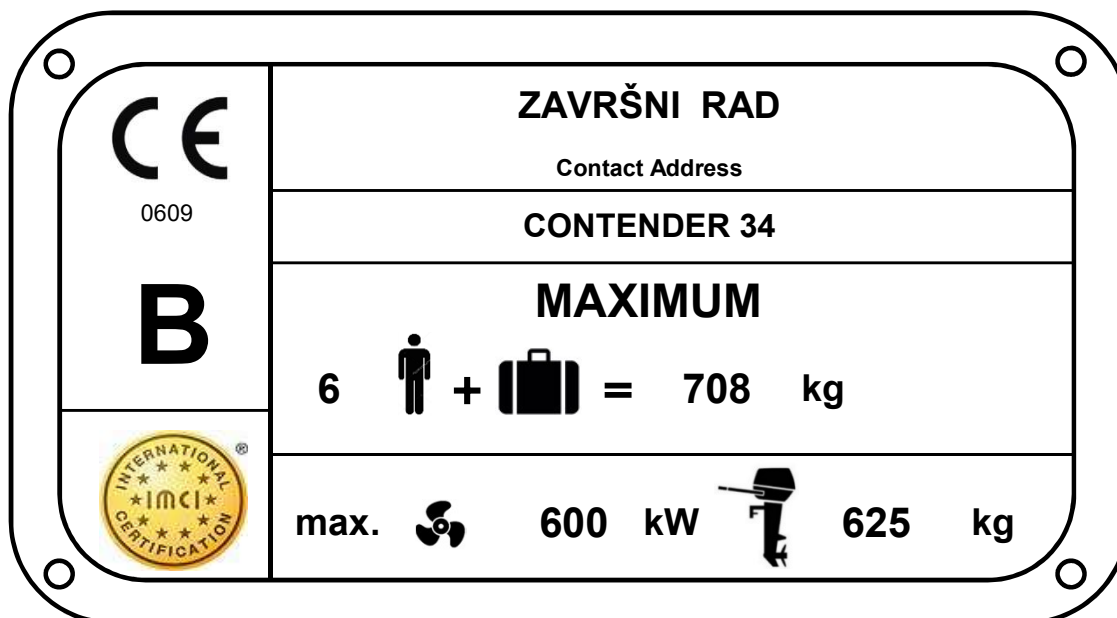 CE
0609
B
INTERNATIONAL
IMCI
CERTIFICATION
®
ZAVRŠNI RAD
Contact Address
CONTENDER 34
MAXIMUM
6 + = 708 kg
max. 600 kW 625 kg